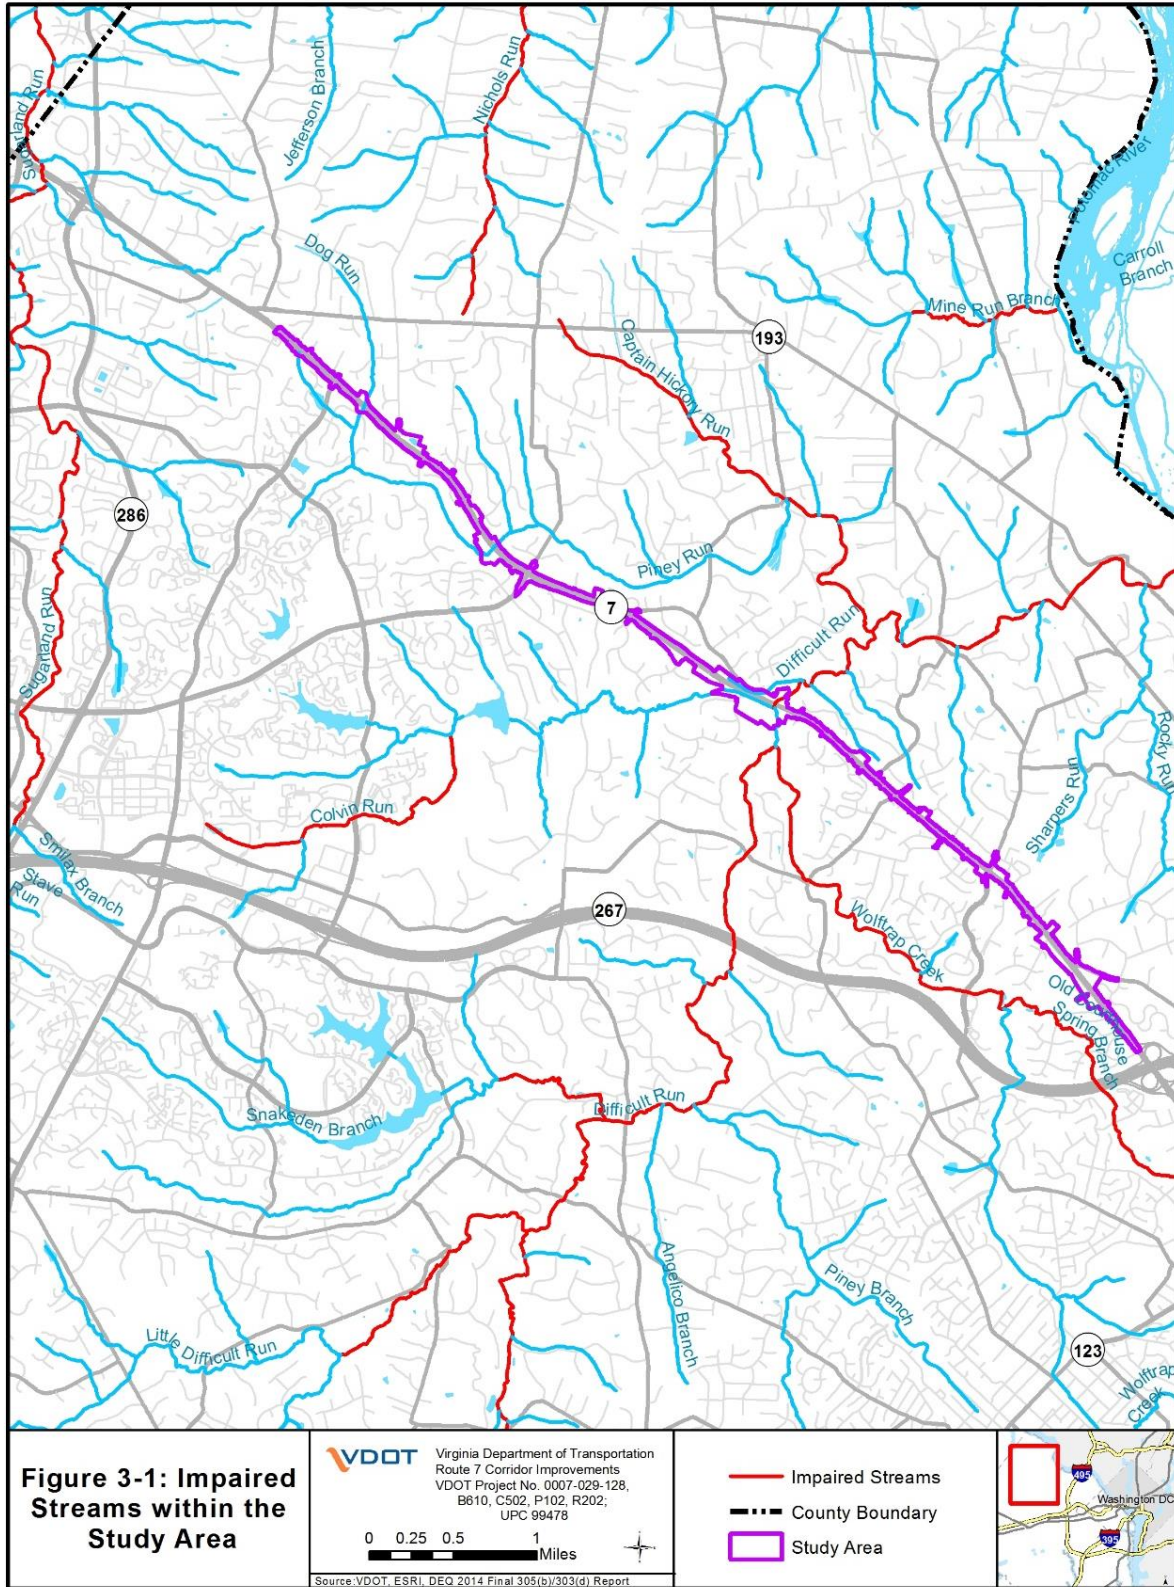 Sugarland Run
Jefferson Branch
Nichols Run
Potomac River
Carroll
Branch
Dog Run
Mine Run Branch
193
Captain Hickory Run
286
Piney Run
7
Difficult Run
Sugarland Run
Rocky Run
Sharpers Run
Colvin Run
Smilax Branch
Stave
Run
267
Wolftrap Creek
Old Courthouse
Spring Branch
Snakeden Branch
Difficult Run
Angelico Branch
Piney Branch
Little Difficult Run
123
Wolftrap
Creek
Figure 3-1: Impaired
Streams within the
Study Area
VDOT
Virginia Department of Transportation
Route 7 Corridor Improvements
VDOT Project No. 0007-029-128,
B610, C502, P102, R202;
UPC 99478
0 0.25 0.5 1
Miles
Source:VDOT, ESRI, DEQ 2014 Final 305(b)/303(d) Report
Impaired Streams
County Boundary
Study Area
495
Washington DC
395